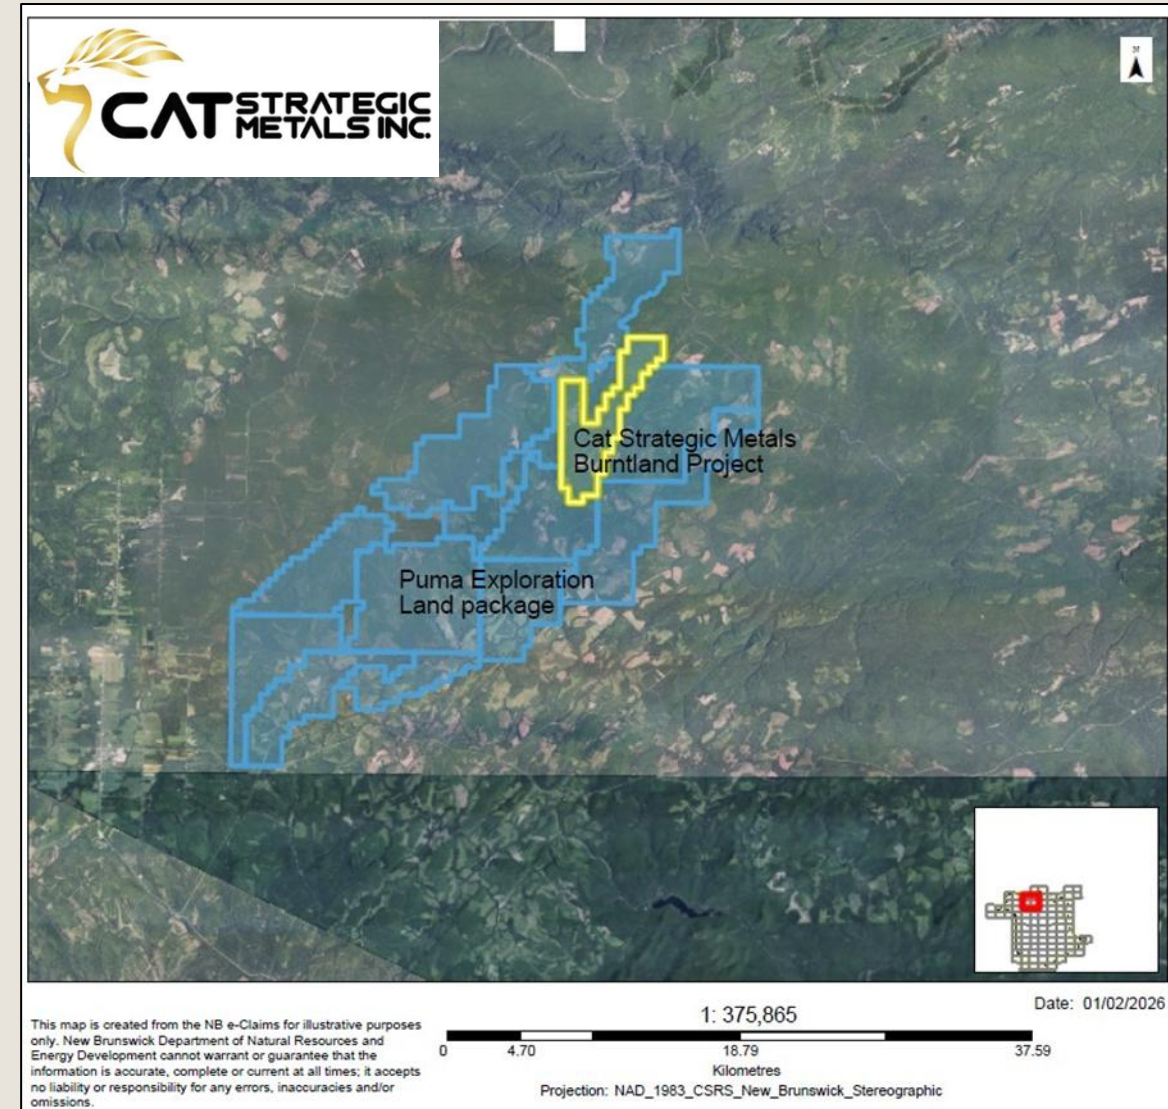 CAT STRATEGIC
METALS INC.
N
Cat Strategic Metals
Burntland Project
Puma Exploration
Land package
This map is created from the NB e-Claims for illustrative purposes
only. New Brunswick Department of Natural Resources and
Energy Development cannot warrant or guarantee that the
information is accurate, complete or current at all times; it accepts
no liability or responsibility for any errors, inaccuracies and/or
omissions.
1: 375,865
0 4.70 18.79 37.59
Kilometres
Projection: NAD_1983_CSRS_New_Brunswick_Stereographic
Date: 01/02/2026